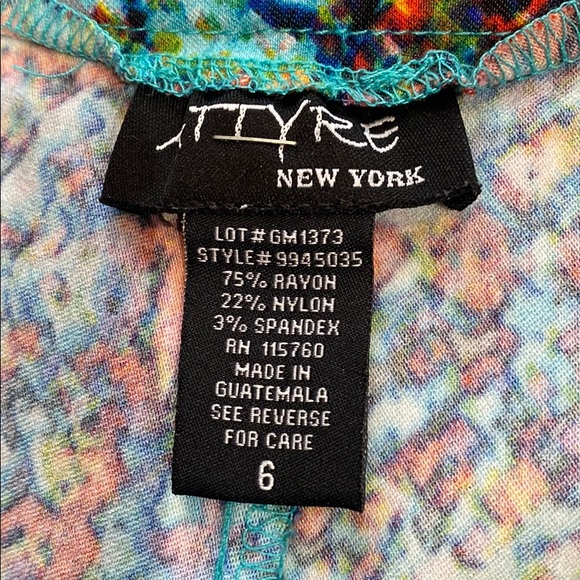 ATTYRE
NEW YORK
LOT# GM1373
STYLE# 9945035
75% RAYON
22% NYLON
3% SPANDEX
RN 115760
MADE IN
GUATEMALA
SEE REVERSE
FOR CARE
6